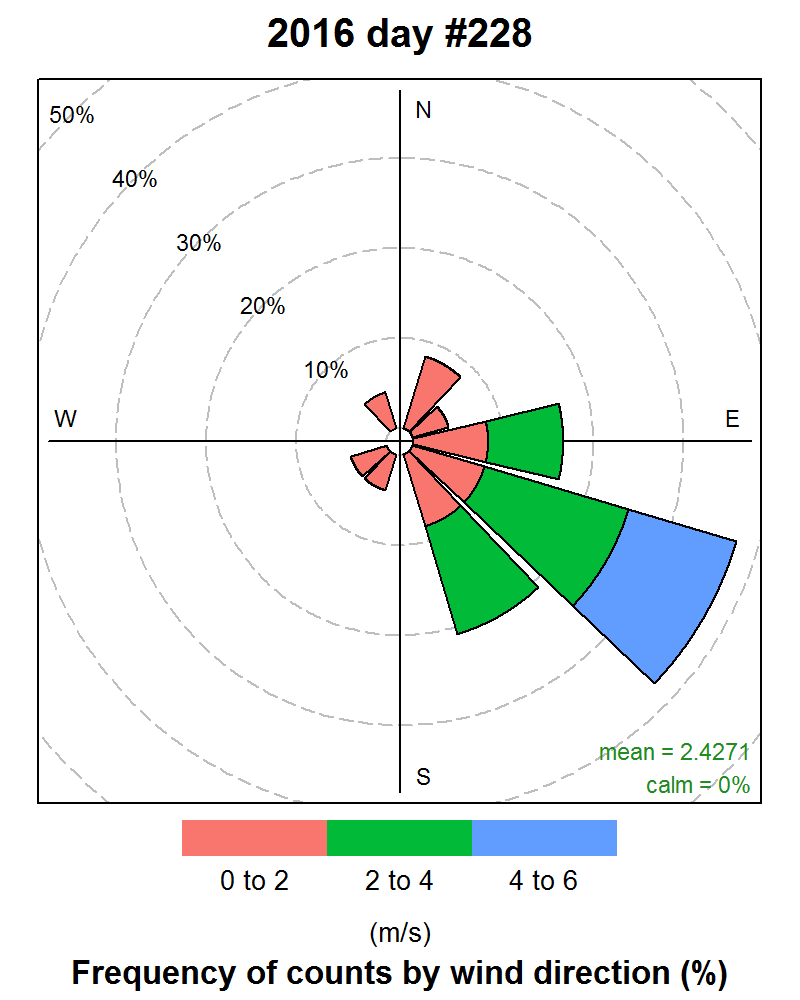 2016 day #228
50%
N
40%
30%
20%
10%
W
E
mean = 2.4271
S
calm = 0%
0 to 2
2 to 4
4 to 6
(m/s)
Frequency of counts by wind direction (%)